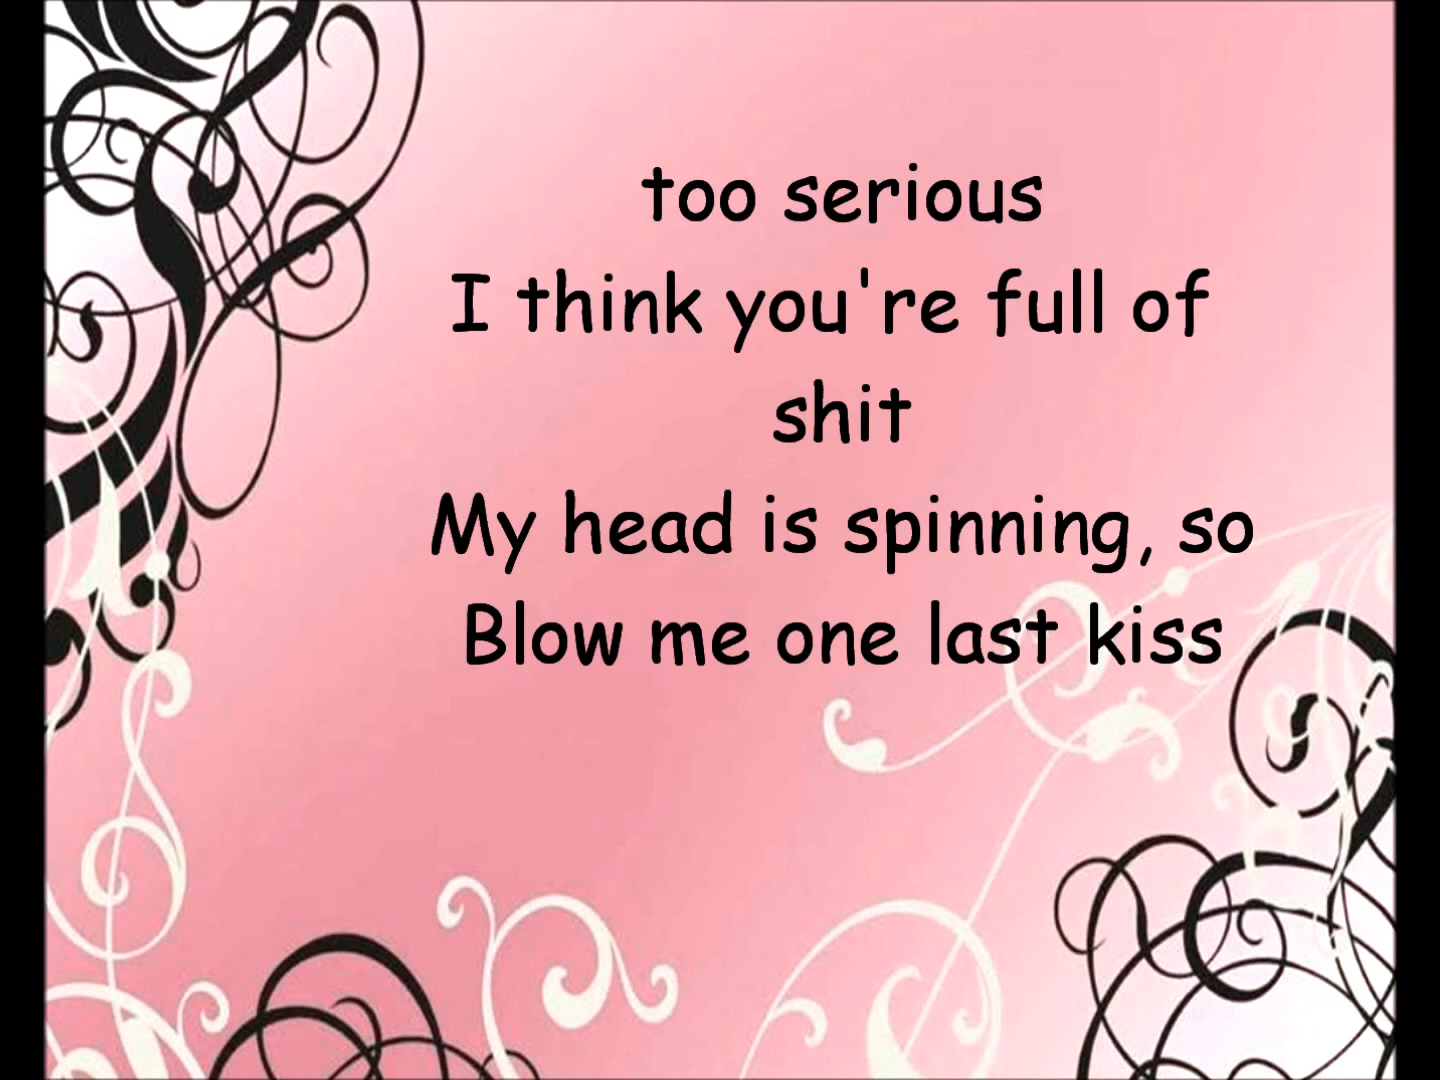 too serious
I think you're full of
shit
My head is spinning, so
Blow me one last kiss